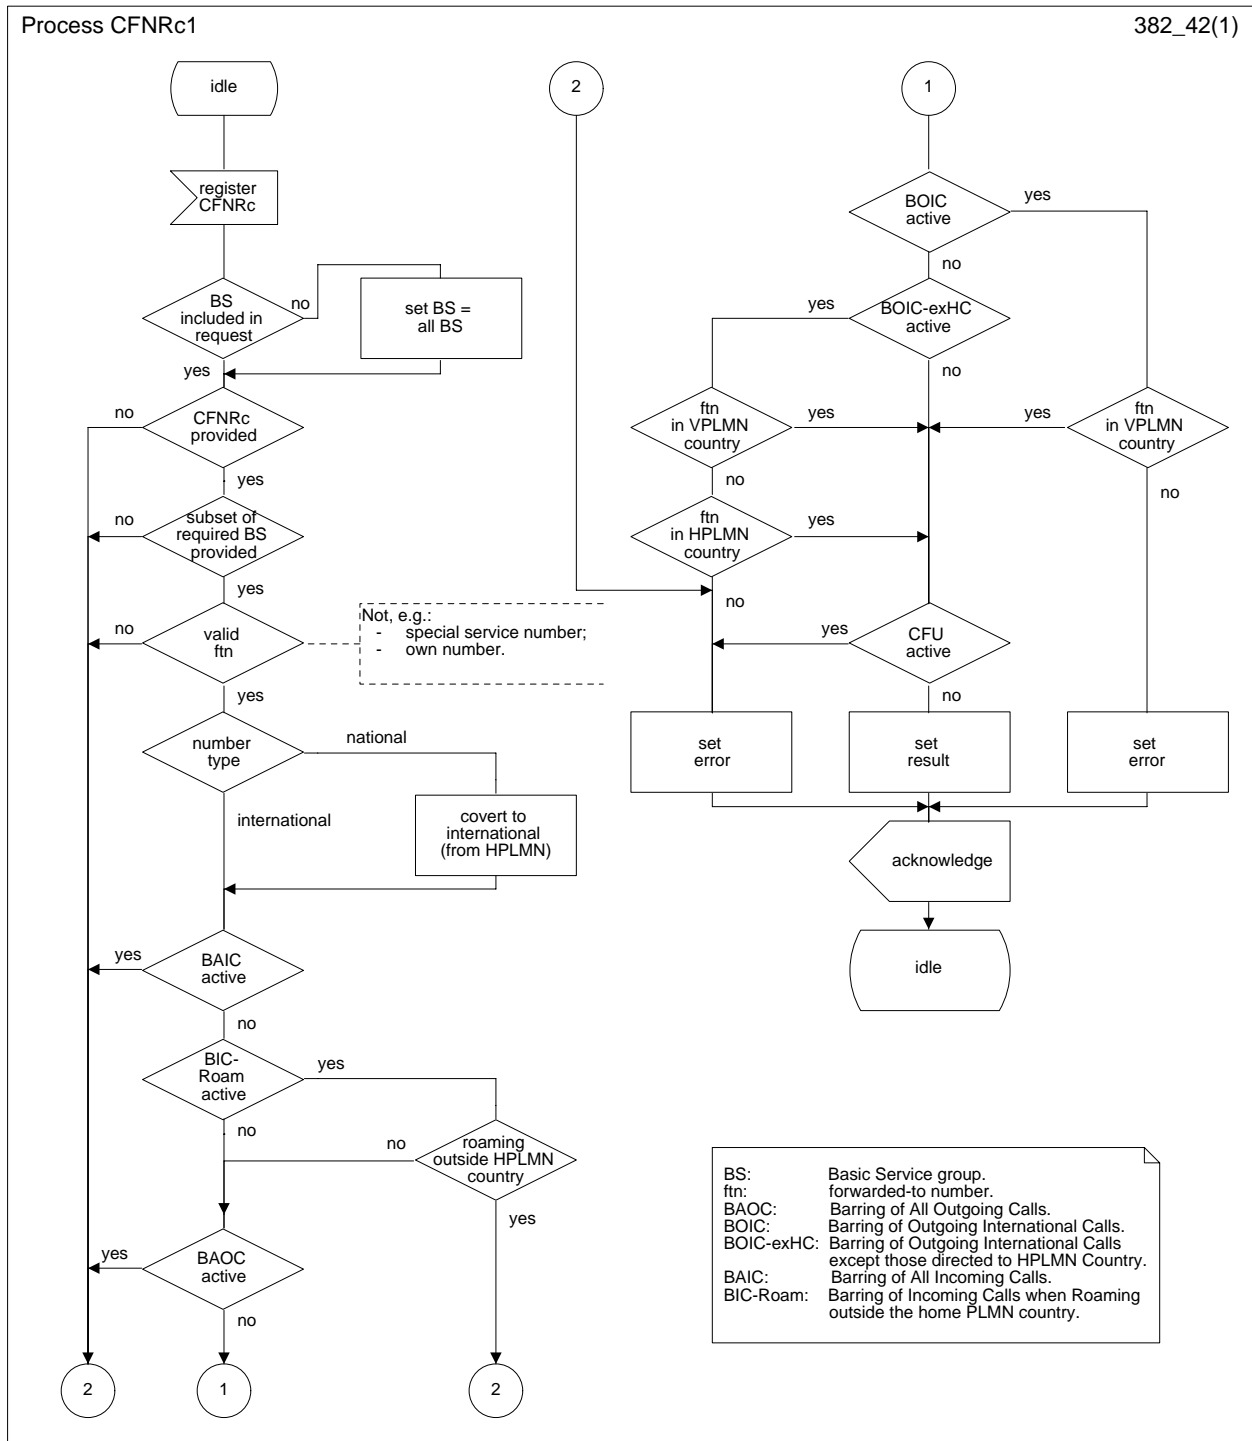 Process CFNRc1
382_42(1)
idle
register
CFNRc
BS
included in
request
no
set BS =
all BS
yes
no
CFNRc
provided
yes
no
subset of
required BS
provided
yes
no
valid
ftn
Not, e.g.:
- special service number;
- own number.
yes
number
type
national
international
covert to
international
(from HPLMN)
yes
BAIC
active
no
BIC-
Roam
active
yes
no
no
roaming
outside HPLMN
country
yes
yes
BAOC
active
no
2
1
2
2
1
BOIC
active
yes
no
yes
BOIC-exHC
active
no
ftn
in VPLMN
country
yes
yes
ftn
in VPLMN
country
no
no
ftn
in HPLMN
country
yes
no
yes
CFU
active
no
set
error
set
result
set
error
acknowledge
idle
BS: Basic Service group.
ftn: forwarded-to number.
BAOC: Barring of All Outgoing Calls.
BOIC: Barring of Outgoing International Calls.
BOIC-exHC: Barring of Outgoing International Calls
except those directed to HPLMN Country.
BAIC: Barring of All Incoming Calls.
BIC-Roam: Barring of Incoming Calls when Roaming
outside the home PLMN country.